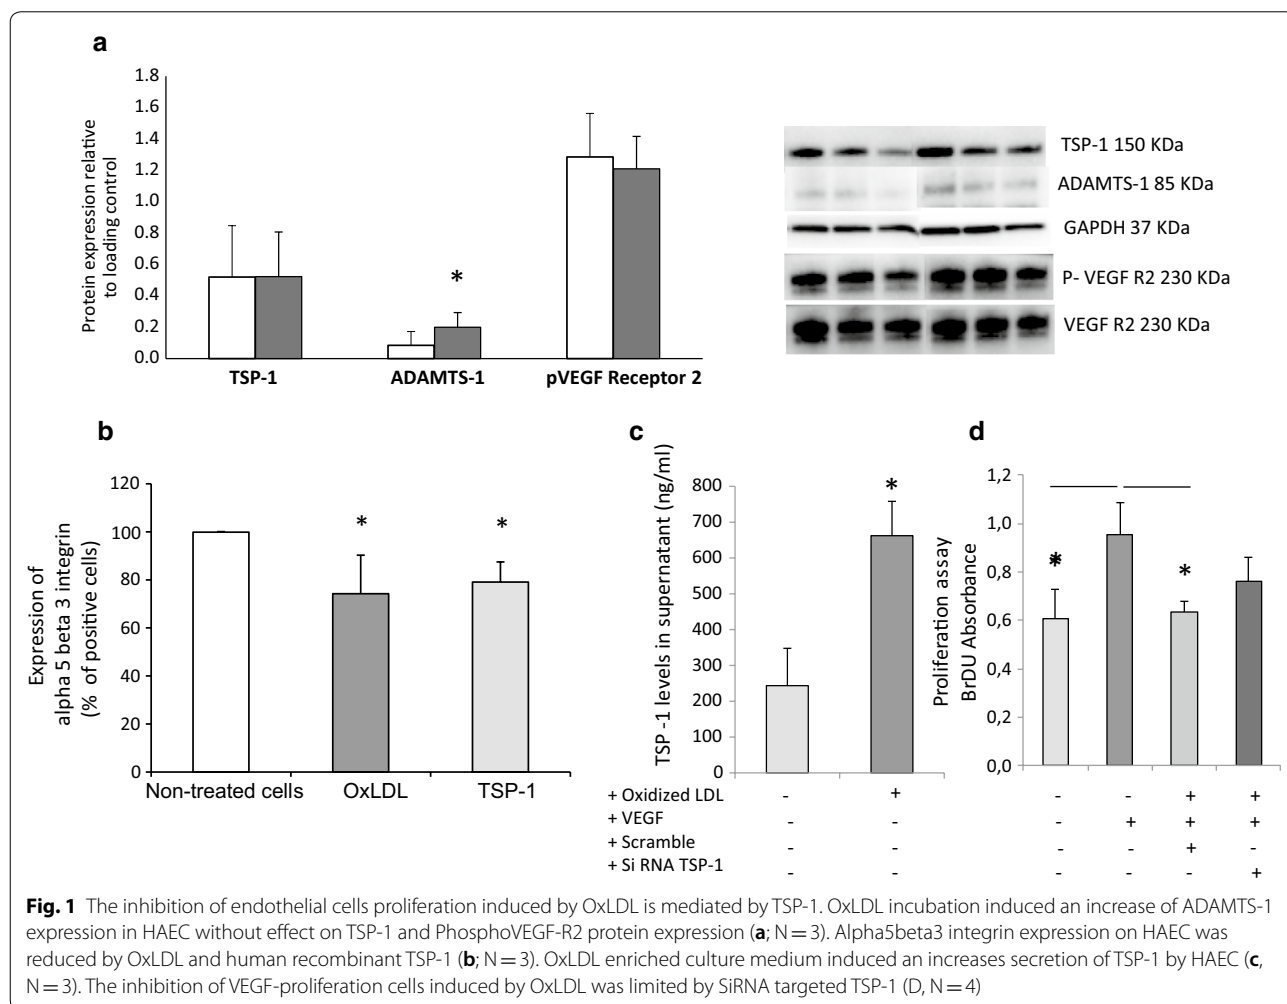 a
1.8
1.6
1.4
1.2
1.0
0.8
0.6
0.4
0.2
0.0
Protein expression relative
to loading control
*
TSP-1
ADAMTS-1
pVEGF Receptor 2
TSP-1 150 KDa
ADAMTS-1 85 KDa
GAPDH 37 KDa
P- VEGF R2 230 KDa
VEGF R2 230 KDa
b
120
100
80
60
40
20
0
Expression of
alpha 5 beta 3 integrin
(% of positive cells)
* *
Non-treated cells OxLDL TSP-1
c
800
700
600
500
400
300
200
100
0
TSP -1 levels in supernatant (ng/ml)
*
d
1,2
1,0
0,8
0,6
0,4
0,2
0,0
Proliferation assay
BrDU Absorbance
* *
+ Oxidized LDL - + - - + +
+ VEGF - - - + + +
+ Scramble - - - - + -
+ Si RNA TSP-1 - - - - - +
Fig. 1 The inhibition of endothelial cells proliferation induced by OxLDL is mediated by TSP-1. OxLDL incubation induced an increase of ADAMTS-1
expression in HAEC without effect on TSP-1 and PhosphoVEGF-R2 protein expression (a; N = 3). Alpha5beta3 integrin expression on HAEC was
reduced by OxLDL and human recombinant TSP-1 (b; N = 3). OxLDL enriched culture medium induced an increases secretion of TSP-1 by HAEC (c,
N = 3). The inhibition of VEGF-proliferation cells induced by OxLDL was limited by SiRNA targeted TSP-1 (D, N = 4)